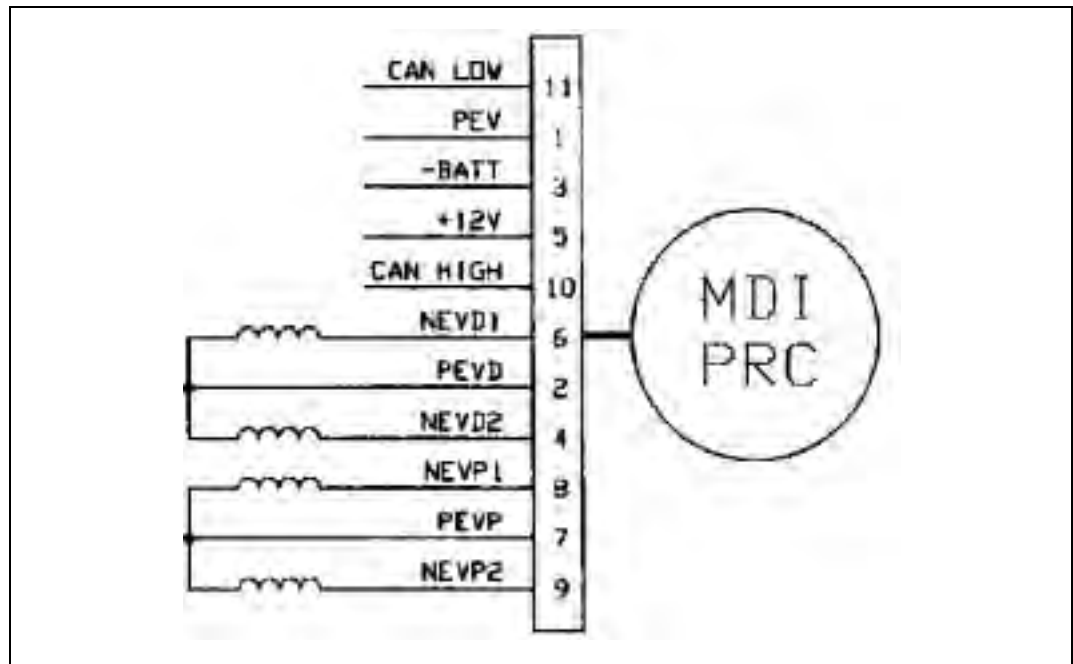 CAN LOW 11
PEV 1
-BATT 3
+12V 5
CAN HIGH 10
NEVD1 6
PEVD 2
NEVD2 4
NEVP1 8
PEVP 7
NEVP2 9
MDI
PRC